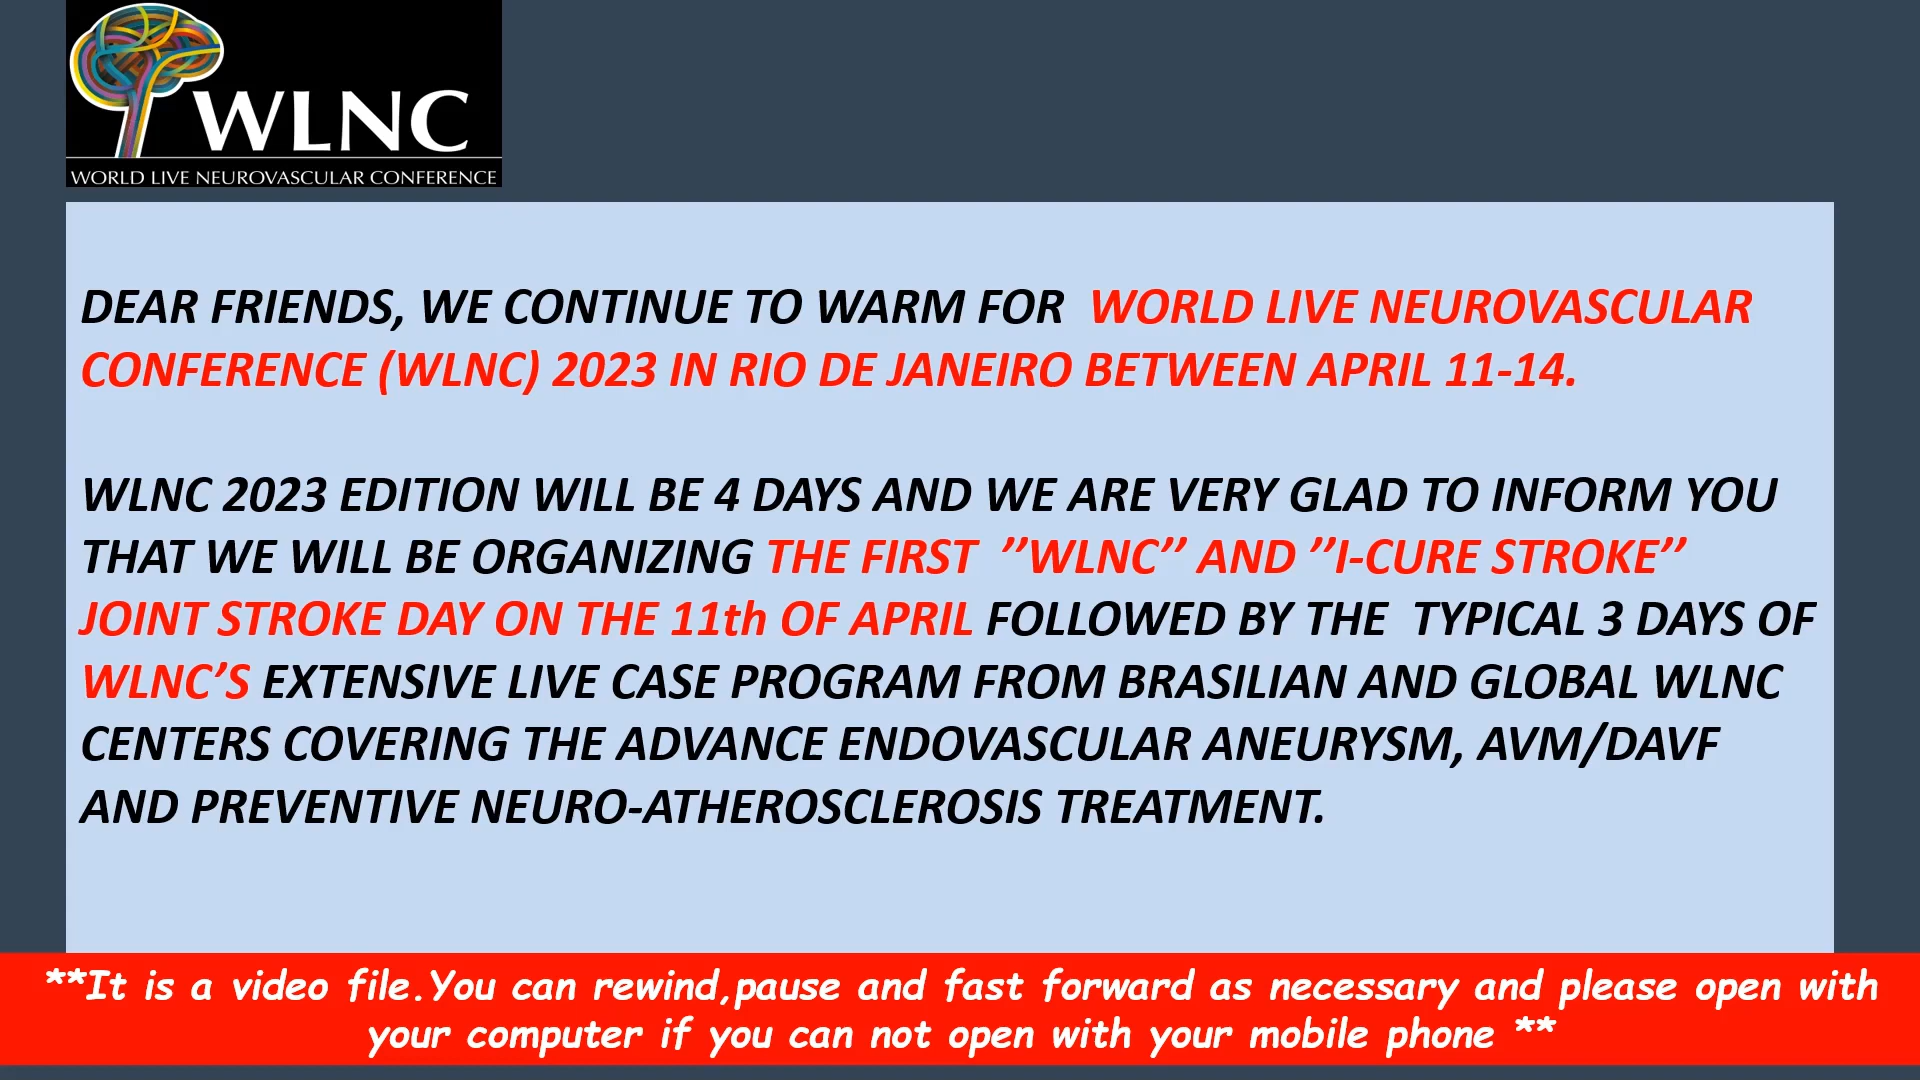 WLNC
WORLD LIVE NEUROVASCULAR CONFERENCE
DEAR FRIENDS, WE CONTINUE TO WARM FOR  WORLD LIVE NEUROVASCULAR
CONFERENCE (WLNC) 2023 IN RIO DE JANEIRO BETWEEN APRIL 11-14.
WLNC 2023 EDITION WILL BE 4 DAYS AND WE ARE VERY GLAD TO INFORM YOU
THAT WE WILL BE ORGANIZING THE FIRST  ’’WLNC’’ AND ’’I-CURE STROKE’’
JOINT STROKE DAY ON THE 11th OF APRIL FOLLOWED BY THE  TYPICAL 3 DAYS OF
WLNC’S EXTENSIVE LIVE CASE PROGRAM FROM BRASILIAN AND GLOBAL WLNC
CENTERS COVERING THE ADVANCE ENDOVASCULAR ANEURYSM, AVM/DAVF
AND PREVENTIVE NEURO-ATHEROSCLEROSIS TREATMENT.
**It is a video file.You can rewind,pause and fast forward as necessary and please open with
your computer if you can not open with your mobile phone **